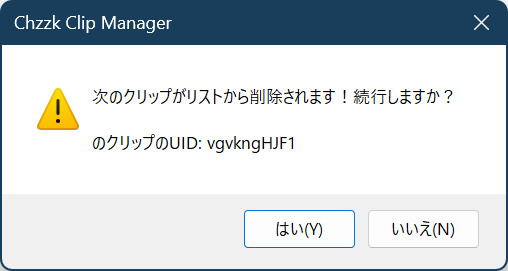 Chzzk Clip Manager
次のクリップがリストから削除されます！続行しますか？
のクリップのUID: vgvkngHJF1
はい(Y)
いいえ(N)